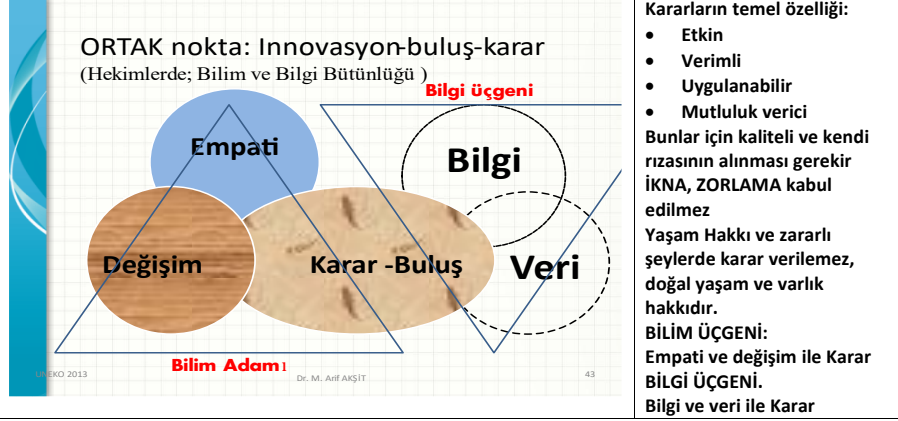 ORTAK nokta: Innovasyon-buluş-karar
(Hekimlerde; Bilim ve Bilgi Bütünlüğü )
Bilgi üçgeni
Empati
Bilgi
Değişim
Karar -Buluş
Veri
Bilim Adamı
UNEKO 2013
Dr. M. Arif AKŞİT
43
Kararların temel özelliği:
• Etkin
• Verimli
• Uygulanabilir
• Mutluluk verici
Bunlar için kaliteli ve kendi
rızasının alınması gerekir
İKNA, ZORLAMA kabul
edilmez
Yaşam Hakkı ve zararlı
şeylerde karar verilemez,
doğal yaşam ve varlık
hakkıdır.
BİLİM ÜÇGENİ:
Empati ve değişim ile Karar
BİLGİ ÜÇGENİ.
Bilgi ve veri ile Karar